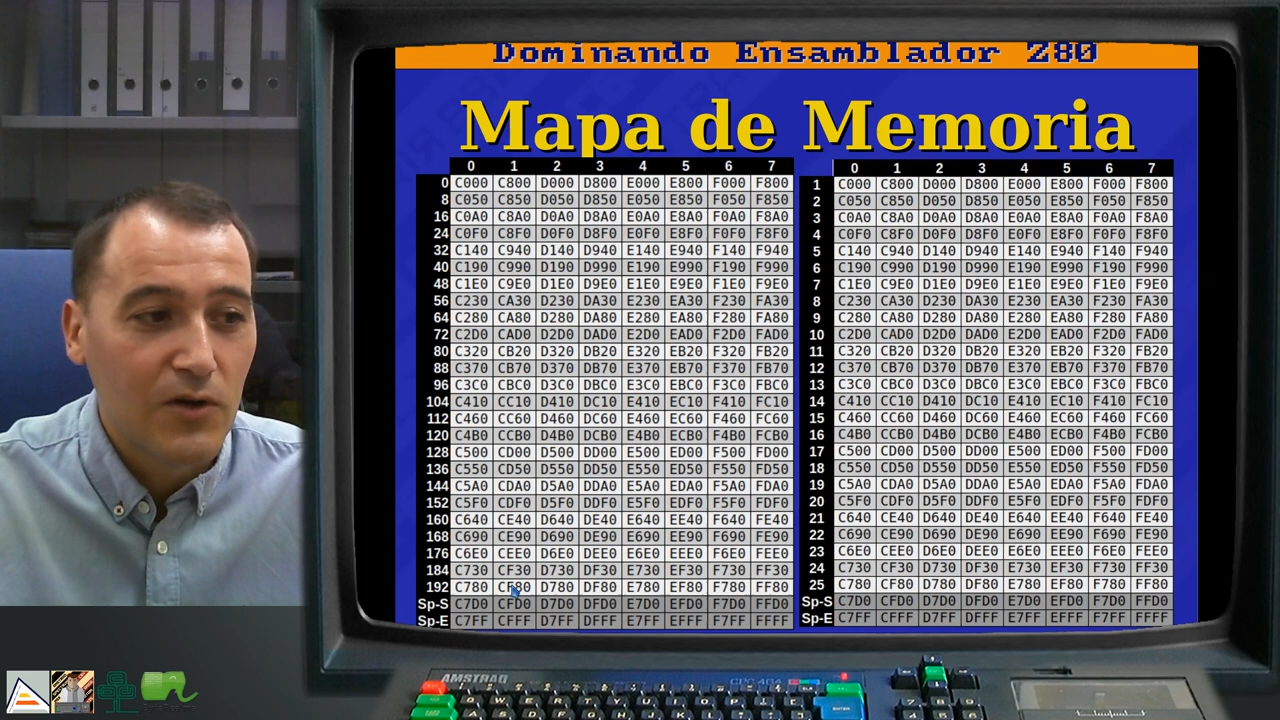 Dominando Ensamblador Z80
Mapa de Memoria
0 1 2 3 4 5 6 7
0 C000 C800 D000 D800 E000 E800 F000 F800
8 C050 C850 D050 D850 E050 E850 F050 F850
16 C0A0 C8A0 D0A0 D8A0 E0A0 E8A0 F0A0 F8A0
24 C0F0 C8F0 D0F0 D8F0 E0F0 E8F0 F0F0 F8F0
32 C140 C940 D140 D940 E140 E940 F140 F940
40 C190 C990 D190 D990 E190 E990 F190 F990
48 C1E0 C9E0 D1E0 D9E0 E1E0 E9E0 F1E0 F9E0
56 C230 CA30 D230 DA30 E230 EA30 F230 FA30
64 C280 CA80 D280 DA80 E280 EA80 F280 FA80
72 C2D0 CAD0 D2D0 DAD0 E2D0 EAD0 F2D0 FAD0
80 C320 CB20 D320 DB20 E320 EB20 F320 FB20
88 C370 CB70 D370 DB70 E370 EB70 F370 FB70
96 C3C0 CBC0 D3C0 DBC0 E3C0 EBC0 F3C0 FBC0
104 C410 CC10 D410 DC10 E410 EC10 F410 FC10
112 C460 CC60 D460 DC60 E460 EC60 F460 FC60
120 C4B0 CCB0 D4B0 DCB0 E4B0 ECB0 F4B0 FCB0
128 C500 CD00 D500 DD00 E500 ED00 F500 FD00
136 C550 CD50 D550 DD50 E550 ED50 F550 FD50
144 C5A0 CDA0 D5A0 DDA0 E5A0 EDA0 F5A0 FDA0
152 C5F0 CDF0 D5F0 DDF0 E5F0 EDF0 F5F0 FDF0
160 C640 CE40 D640 DE40 E640 EE40 F640 FE40
168 C690 CE90 D690 DE90 E690 EE90 F690 FE90
176 C6E0 CEE0 D6E0 DEE0 E6E0 EEE0 F6E0 FEE0
184 C730 CF30 D730 DF30 E730 EF30 F730 FF30
192 C780 CF80 D780 DF80 E780 EF80 F780 FF80
Sp-S C7D0 CFD0 D7D0 DFD0 E7D0 EFD0 F7D0 FFD0
Sp-E C7FF CFFF D7FF DFFF E7FF EFFF F7FF FFFF
0 1 2 3 4 5 6 7
1 C000 C800 D000 D800 E000 E800 F000 F800
2 C050 C850 D050 D850 E050 E850 F050 F850
3 C0A0 C8A0 D0A0 D8A0 E0A0 E8A0 F0A0 F8A0
4 C0F0 C8F0 D0F0 D8F0 E0F0 E8F0 F0F0 F8F0
5 C140 C940 D140 D940 E140 E940 F140 F940
6 C190 C990 D190 D990 E190 E990 F190 F990
7 C1E0 C9E0 D1E0 D9E0 E1E0 E9E0 F1E0 F9E0
8 C230 CA30 D230 DA30 E230 EA30 F230 FA30
9 C280 CA80 D280 DA80 E280 EA80 F280 FA80
10 C2D0 CAD0 D2D0 DAD0 E2D0 EAD0 F2D0 FAD0
11 C320 CB20 D320 DB20 E320 EB20 F320 FB20
12 C370 CB70 D370 DB70 E370 EB70 F370 FB70
13 C3C0 CBC0 D3C0 DBC0 E3C0 EBC0 F3C0 FBC0
14 C410 CC10 D410 DC10 E410 EC10 F410 FC10
15 C460 CC60 D460 DC60 E460 EC60 F460 FC60
16 C4B0 CCB0 D4B0 DCB0 E4B0 ECB0 F4B0 FCB0
17 C500 CD00 D500 DD00 E500 ED00 F500 FD00
18 C550 CD50 D550 DD50 E550 ED50 F550 FD50
19 C5A0 CDA0 D5A0 DDA0 E5A0 EDA0 F5A0 FDA0
20 C5F0 CDF0 D5F0 DDF0 E5F0 EDF0 F5F0 FDF0
21 C640 CE40 D640 DE40 E640 EE40 F640 FE40
22 C690 CE90 D690 DE90 E690 EE90 F690 FE90
23 C6E0 CEE0 D6E0 DEE0 E6E0 EEE0 F6E0 FEE0
24 C730 CF30 D730 DF30 E730 EF30 F730 FF30
25 C780 CF80 D780 DF80 E780 EF80 F780 FF80
Sp-S C7D0 CFD0 D7D0 DFD0 E7D0 EFD0 F7D0 FFD0
Sp-E C7FF CFFF D7FF DFFF E7FF EFFF F7FF FFFF
AMSTRAD
CPC 464